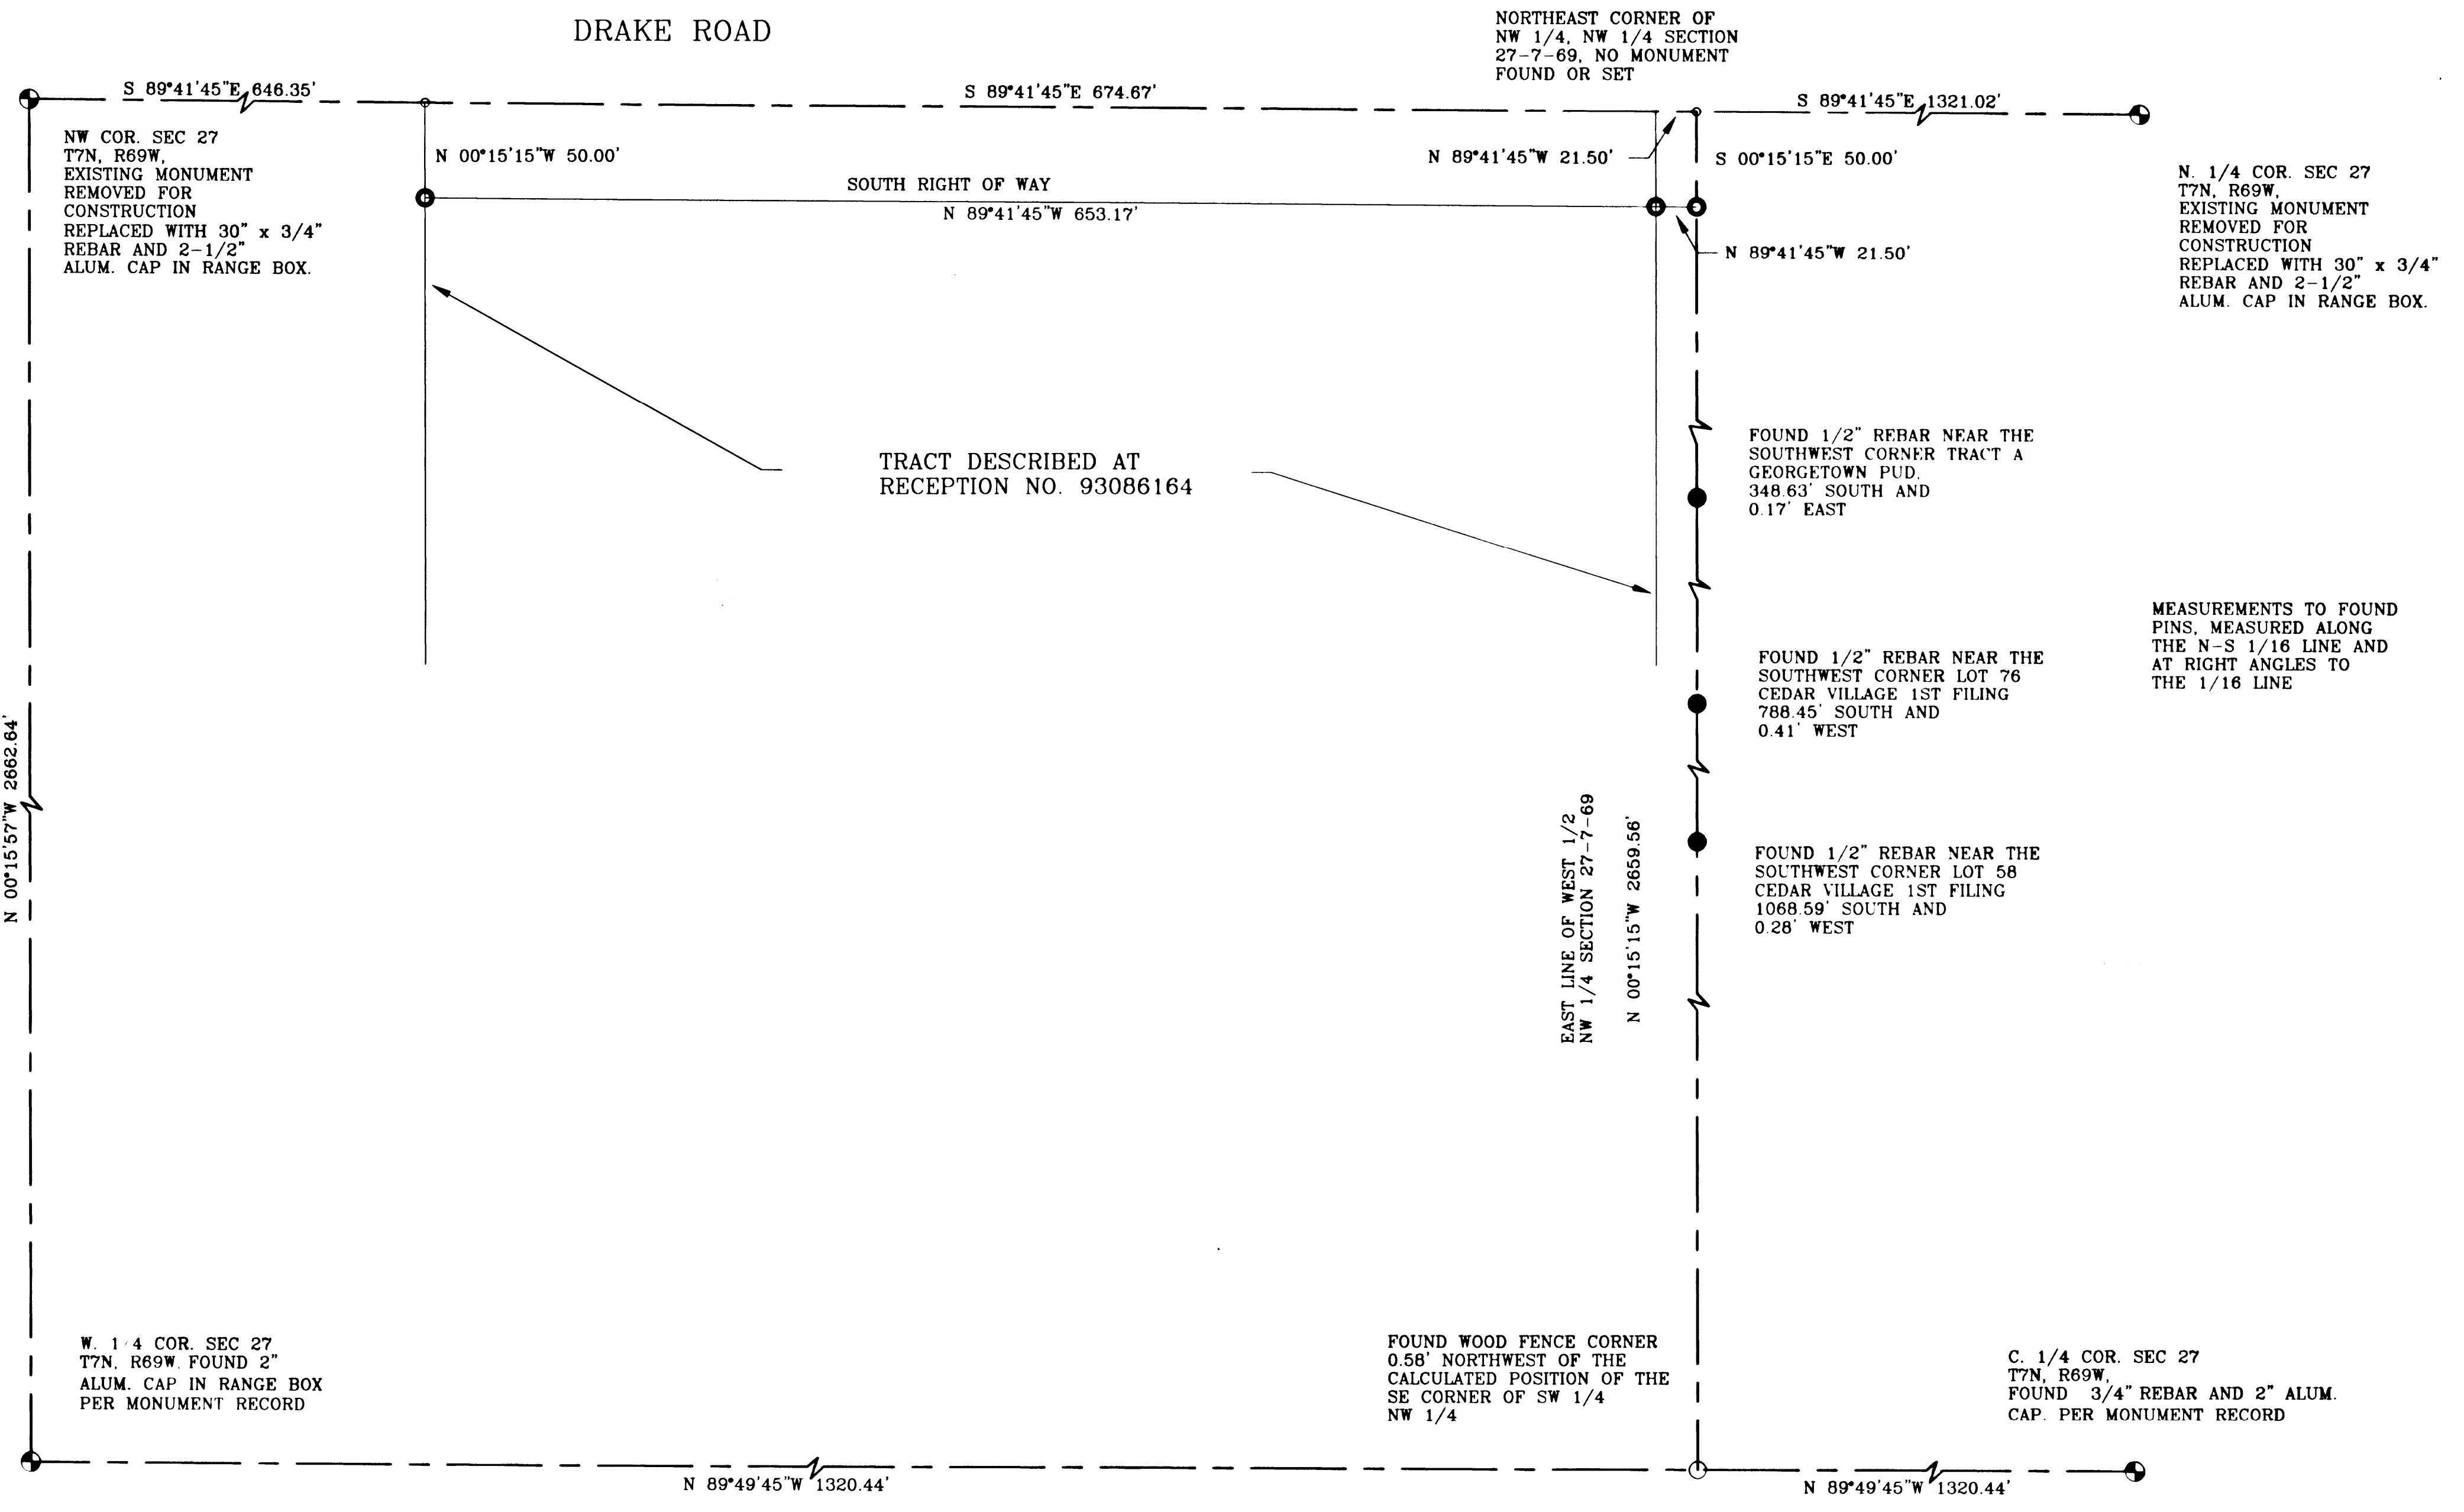 DRAKE ROAD
NORTHEAST CORNER OF
NW 1/4, NW 1/4 SECTION
27-7-69, NO MONUMENT
FOUND OR SET
S 89°41'45"E 646.35'
S 89°41'45"E 674.67'
S 89°41'45"E 1321.02'
NW COR. SEC 27
T7N, R69W,
EXISTING MONUMENT
REMOVED FOR
CONSTRUCTION
REPLACED WITH 30" x 3/4"
REBAR AND 2-1/2"
ALUM. CAP IN RANGE BOX.
N 00°15'15"W 50.00'
SOUTH RIGHT OF WAY
N 89°41'45"W 653.17'
N 89°41'45"W 21.50'
S 00°15'15"E 50.00'
N 89°41'45"W 21.50'
N. 1/4 COR. SEC 27
T7N, R69W,
EXISTING MONUMENT
REMOVED FOR
CONSTRUCTION
REPLACED WITH 30" x 3/4"
REBAR AND 2-1/2"
ALUM. CAP IN RANGE BOX.
TRACT DESCRIBED AT
RECEPTION NO. 93086164
FOUND 1/2" REBAR NEAR THE
SOUTHWEST CORNER TRACT A
GEORGETOWN PUD.
348.63' SOUTH AND
0.17' EAST
MEASUREMENTS TO FOUND
PINS, MEASURED ALONG
THE N-S 1/16 LINE AND
AT RIGHT ANGLES TO
THE 1/16 LINE
FOUND 1/2" REBAR NEAR THE
SOUTHWEST CORNER LOT 76
CEDAR VILLAGE 1ST FILING
788.45' SOUTH AND
0.41' WEST
N 00°15'57"W 2662.64'
EAST LINE OF WEST 1/2
NW 1/4 SECTION 27-7-69
N 00°15'15"W 2659.56'
FOUND 1/2" REBAR NEAR THE
SOUTHWEST CORNER LOT 58
CEDAR VILLAGE 1ST FILING
1068.59' SOUTH AND
0.28' WEST
W. 1/4 COR. SEC 27
T7N, R69W. FOUND 2"
ALUM. CAP IN RANGE BOX
PER MONUMENT RECORD
FOUND WOOD FENCE CORNER
0.58' NORTHWEST OF THE
CALCULATED POSITION OF THE
SE CORNER OF SW 1/4
NW 1/4
C. 1/4 COR. SEC 27
T7N, R69W,
FOUND 3/4" REBAR AND 2" ALUM.
CAP. PER MONUMENT RECORD
N 89°49'45"W 1320.44'
N 89°49'45"W 1320.44'